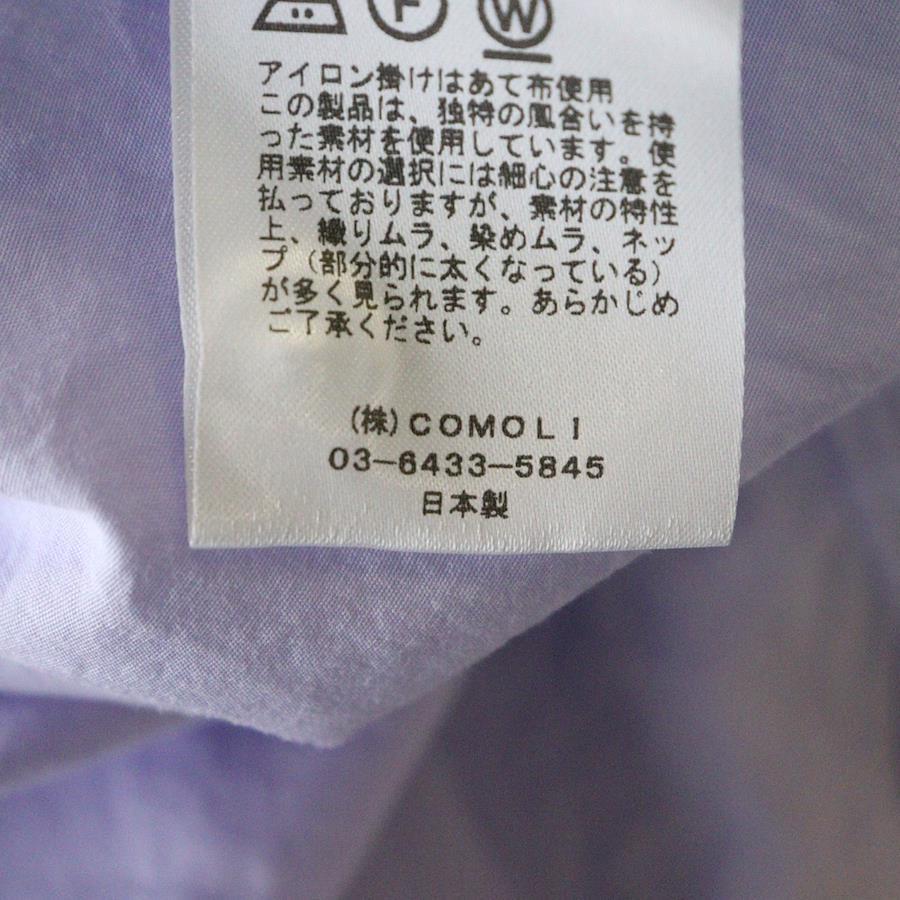 F
W
アイロン掛けはあて布使用
この製品は、独特の風合いを持
った素材を使用しています。使
用素材の選択には細心の注意を
払っておりますが、素材の特性
上、織りムラ、染めムラ、ネッ
プ（部分的に太くなっている）
が多く見られます。あらかじめ
ご了承ください。
(株)COMOLI
03-6433-5845
日本製